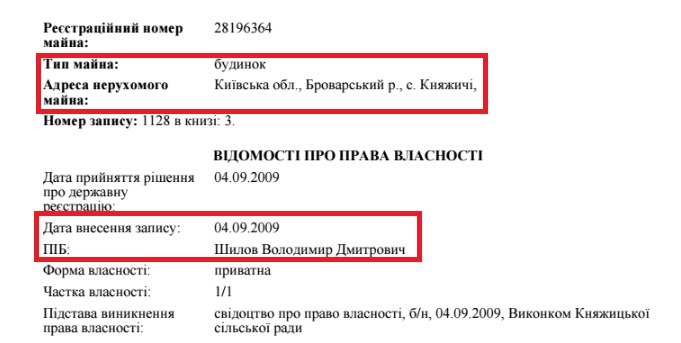 Реєстраційний номер 28196364
майна:
Тип майна: будинок
Адреса нерухомого Київська обл., Броварський р., с. Княжичі,
майна:
Номер запису: 1128 в книзі: 3.
ВІДОМОСТІ ПРО ПРАВА ВЛАСНОСТІ
Дата прийняття рішення 04.09.2009
про державну
реєстрацію:
Дата внесення запису: 04.09.2009
ПІБ: Шилов Володимир Дмитрович
Форма власності: приватна
Частка власності: 1/1
Підстава виникнення свідоцтво про право власності, б/н, 04.09.2009, Виконком Княжицької
права власності: сільської ради